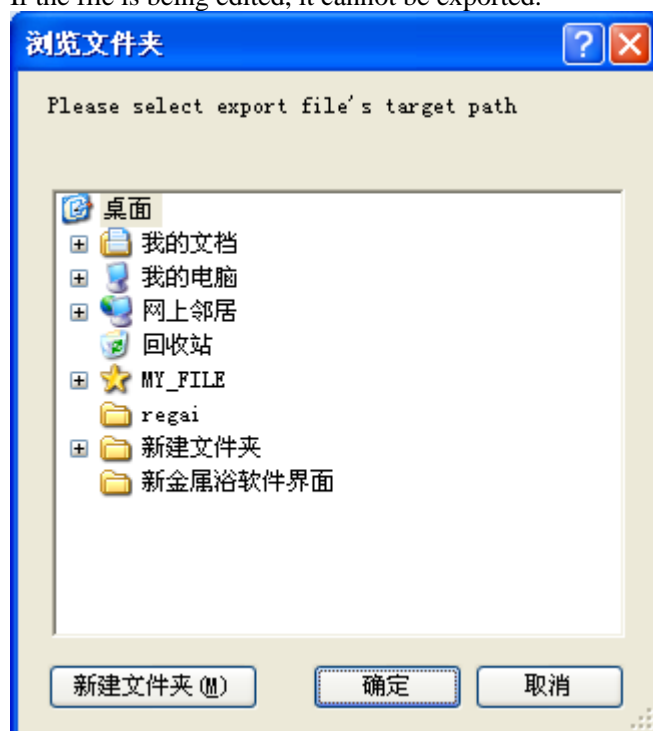 If the file is being edited, it cannot be exported.
浏览文件夹
Please select export file's target path
桌面
我的文档
我的电脑
网上邻居
回收站
MY_FILE
regai
新建文件夹
新金属浴软件界面
新建文件夹(M) 确定 取消